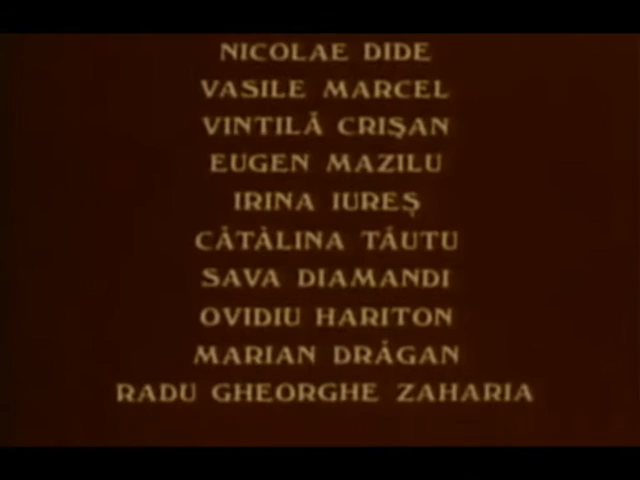 NICOLAE DIDE
VASILE MARCEL
VINTILĂ CRIŞAN
EUGEN MAZILU
IRINA IUREŞ
CĂTĂLINA TĂUTU
SAVA DIAMANDI
OVIDIU HARITON
MARIAN DRĂGAN
RADU GHEORGHE ZAHARIA